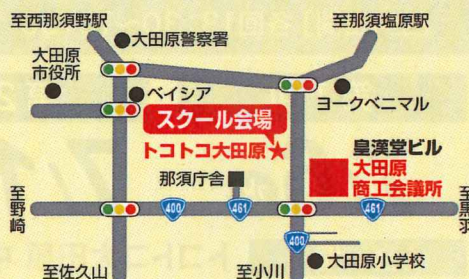 至西那須野駅
至那須塩原駅
大田原警察署
大田原
市役所
ベイシア
ヨークベニマル
スクール会場
トコトコ大田原★
皇漢堂ビル
大田原
商工会議所
那須庁舎
至野崎
400
461
461
至黒羽
400
大田原小学校
至佐久山
至小川